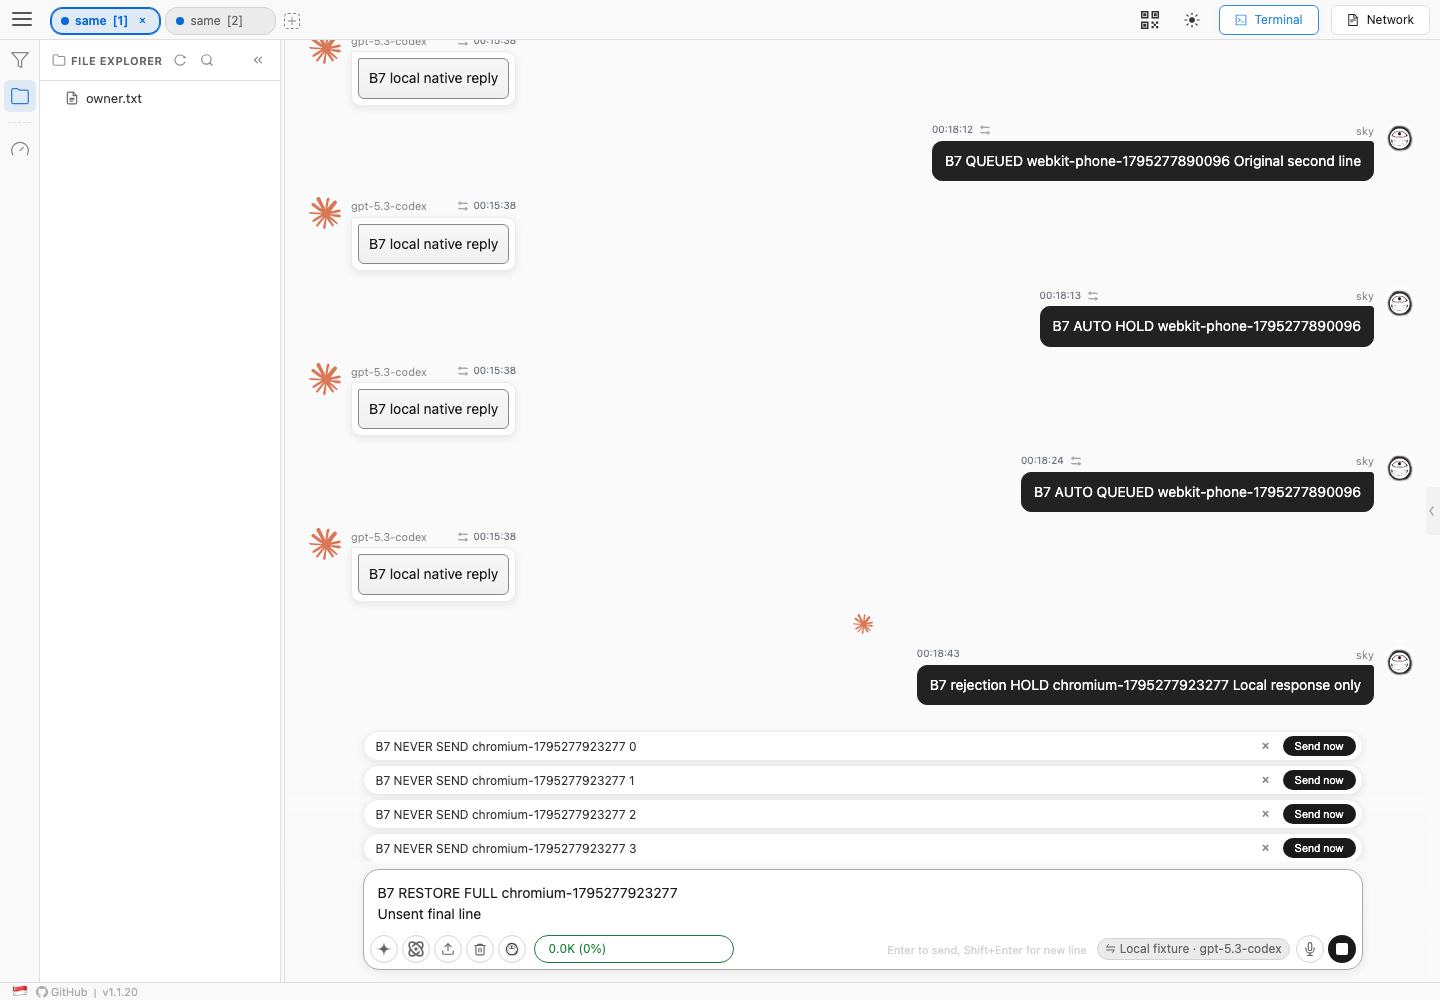 same [1] ×
same [2]
Terminal
Network
FILE EXPLORER
owner.txt
gpt-5.3-codex 00:15:38
B7 local native reply
00:18:12 sky
B7 QUEUED webkit-phone-1795277890096 Original second line
gpt-5.3-codex 00:15:38
B7 local native reply
00:18:13 sky
B7 AUTO HOLD webkit-phone-1795277890096
gpt-5.3-codex 00:15:38
B7 local native reply
00:18:24 sky
B7 AUTO QUEUED webkit-phone-1795277890096
gpt-5.3-codex 00:15:38
B7 local native reply
00:18:43 sky
B7 rejection HOLD chromium-1795277923277 Local response only
B7 NEVER SEND chromium-1795277923277 0 × Send now
B7 NEVER SEND chromium-1795277923277 1 × Send now
B7 NEVER SEND chromium-1795277923277 2 × Send now
B7 NEVER SEND chromium-1795277923277 3 × Send now
B7 RESTORE FULL chromium-1795277923277
Unsent final line
0.0K (0%)
Enter to send, Shift+Enter for new line
Local fixture · gpt-5.3-codex
GitHub | v1.1.20